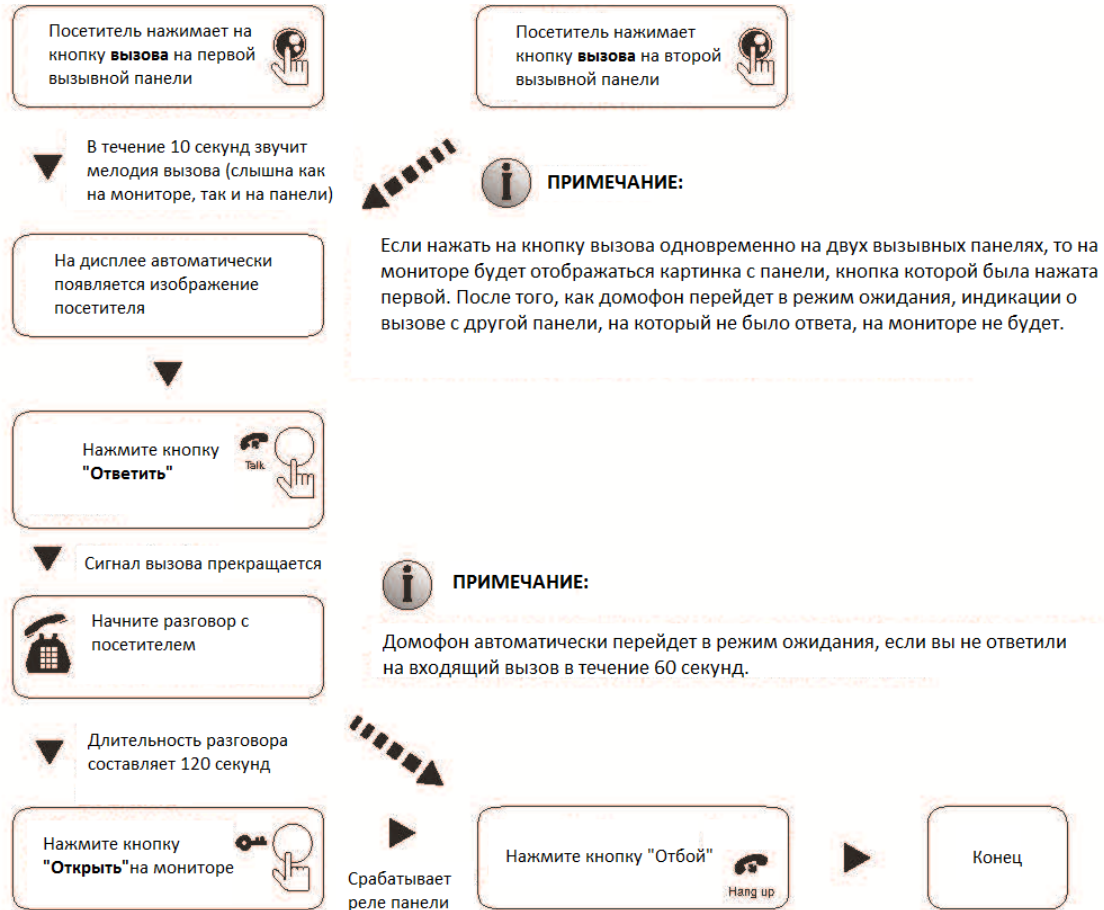 Посетитель нажимает на
кнопку вызова на первой
вызывной панели
Посетитель нажимает
кнопку вызова на второй
вызывной панели
В течение 10 секунд звучит
мелодия вызова (слышна как
на мониторе, так и на панели)
ПРИМЕЧАНИЕ:
Если нажать на кнопку вызова одновременно на двух вызывных панелях, то на
мониторе будет отображаться картинка с панели, кнопка которой была нажата
первой. После того, как домофон перейдет в режим ожидания, индикации о
вызове с другой панели, на который не было ответа, на мониторе не будет.
На дисплее автоматически
появляется изображение
посетителя
Нажмите кнопку
"Ответить"
Talk
Сигнал вызова прекращается
ПРИМЕЧАНИЕ:
Домофон автоматически перейдет в режим ожидания, если вы не ответили
на входящий вызов в течение 60 секунд.
Начните разговор с
посетителем
Длительность разговора
составляет 120 секунд
Нажмите кнопку
"Открыть"на мониторе
Срабатывает
реле панели
Нажмите кнопку "Отбой"
Hang up
Конец